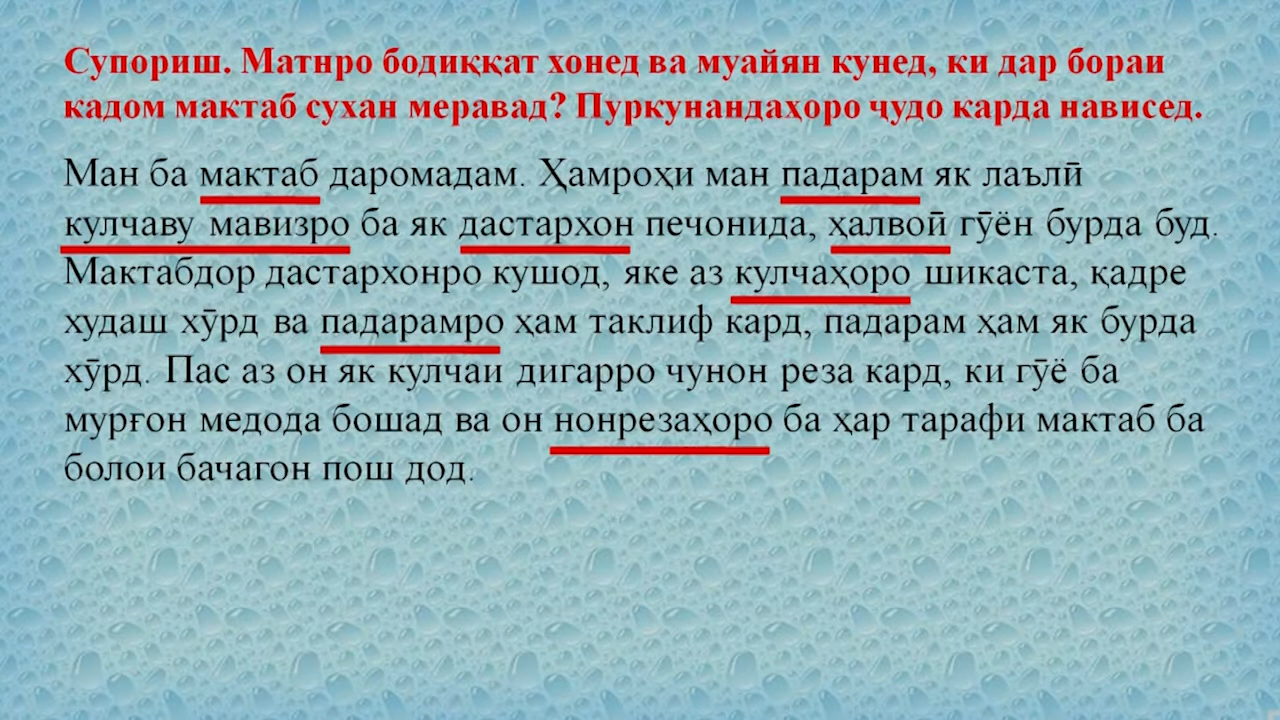 Супориш. Матнро бодиққат хонед ва муайян кунед, ки дар бораи
кадом мактаб сухан меравад? Пуркунандаҳоро ҷудо карда нависед.
Ман ба мактаб даромадам. Ҳамроҳи ман падарам як лаълӣ
кулчаву мавизро ба як дастархон печонида, ҳалвоӣ гӯён бурда буд.
Мактабдор дастархонро кушод, яке аз кулчаҳоро шикаста, қадре
худаш хӯрд ва падарамро ҳам таклиф кард, падарам ҳам як бурда
хӯрд. Пас аз он як кулчаи дигарро чунон реза кард, ки гӯё ба
мурғон медода бошад ва он нонрезаҳоро ба ҳар тарафи мактаб ба
болои бачагон пош дод.